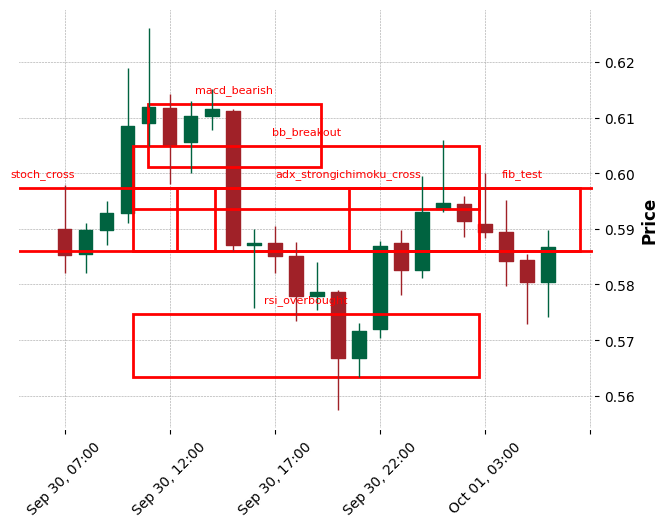 macd_bearish
bb_breakout
stoch_cross
adx_strong
ichimoku_cross
fib_test
rsi_overbought
0.62
0.61
0.60
0.59
0.58
0.57
0.56
Price
Sep 30, 07:00
Sep 30, 12:00
Sep 30, 17:00
Sep 30, 22:00
Oct 01, 03:00